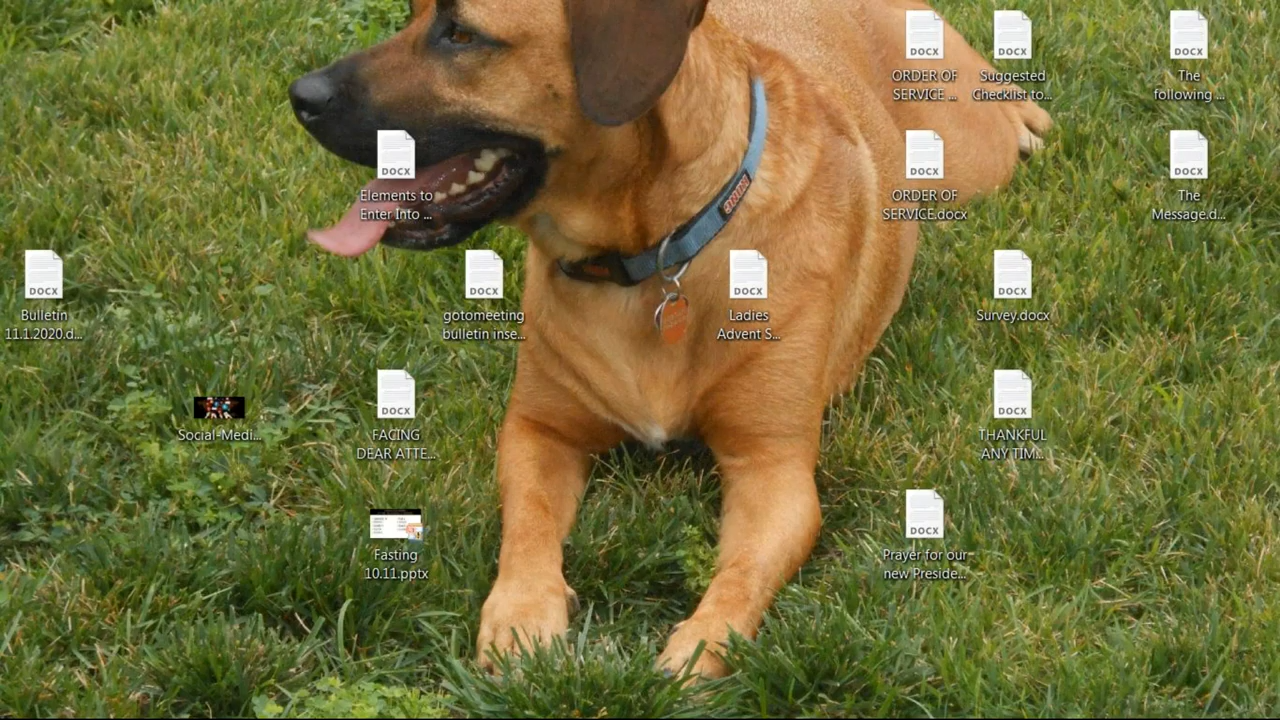 DOCX
ORDER OF
SERVICE ...
DOCX
Suggested
Checklist to...
DOCX
The
following ...
DOCX
Elements to
Enter Into ...
DOCX
ORDER OF
SERVICE.docx
DOCX
The
Message.d...
DOCX
Bulletin
11.1.2020.d...
DOCX
gotomeeting
bulletin inse...
DOCX
Ladies
Advent S...
DOCX
Survey.docx
Social-Medi...
DOCX
FACING
DEAR ATTE...
DOCX
THANKFUL
ANY TIM...
Fasting
10.11.pptx
DOCX
Prayer for our
new Preside...